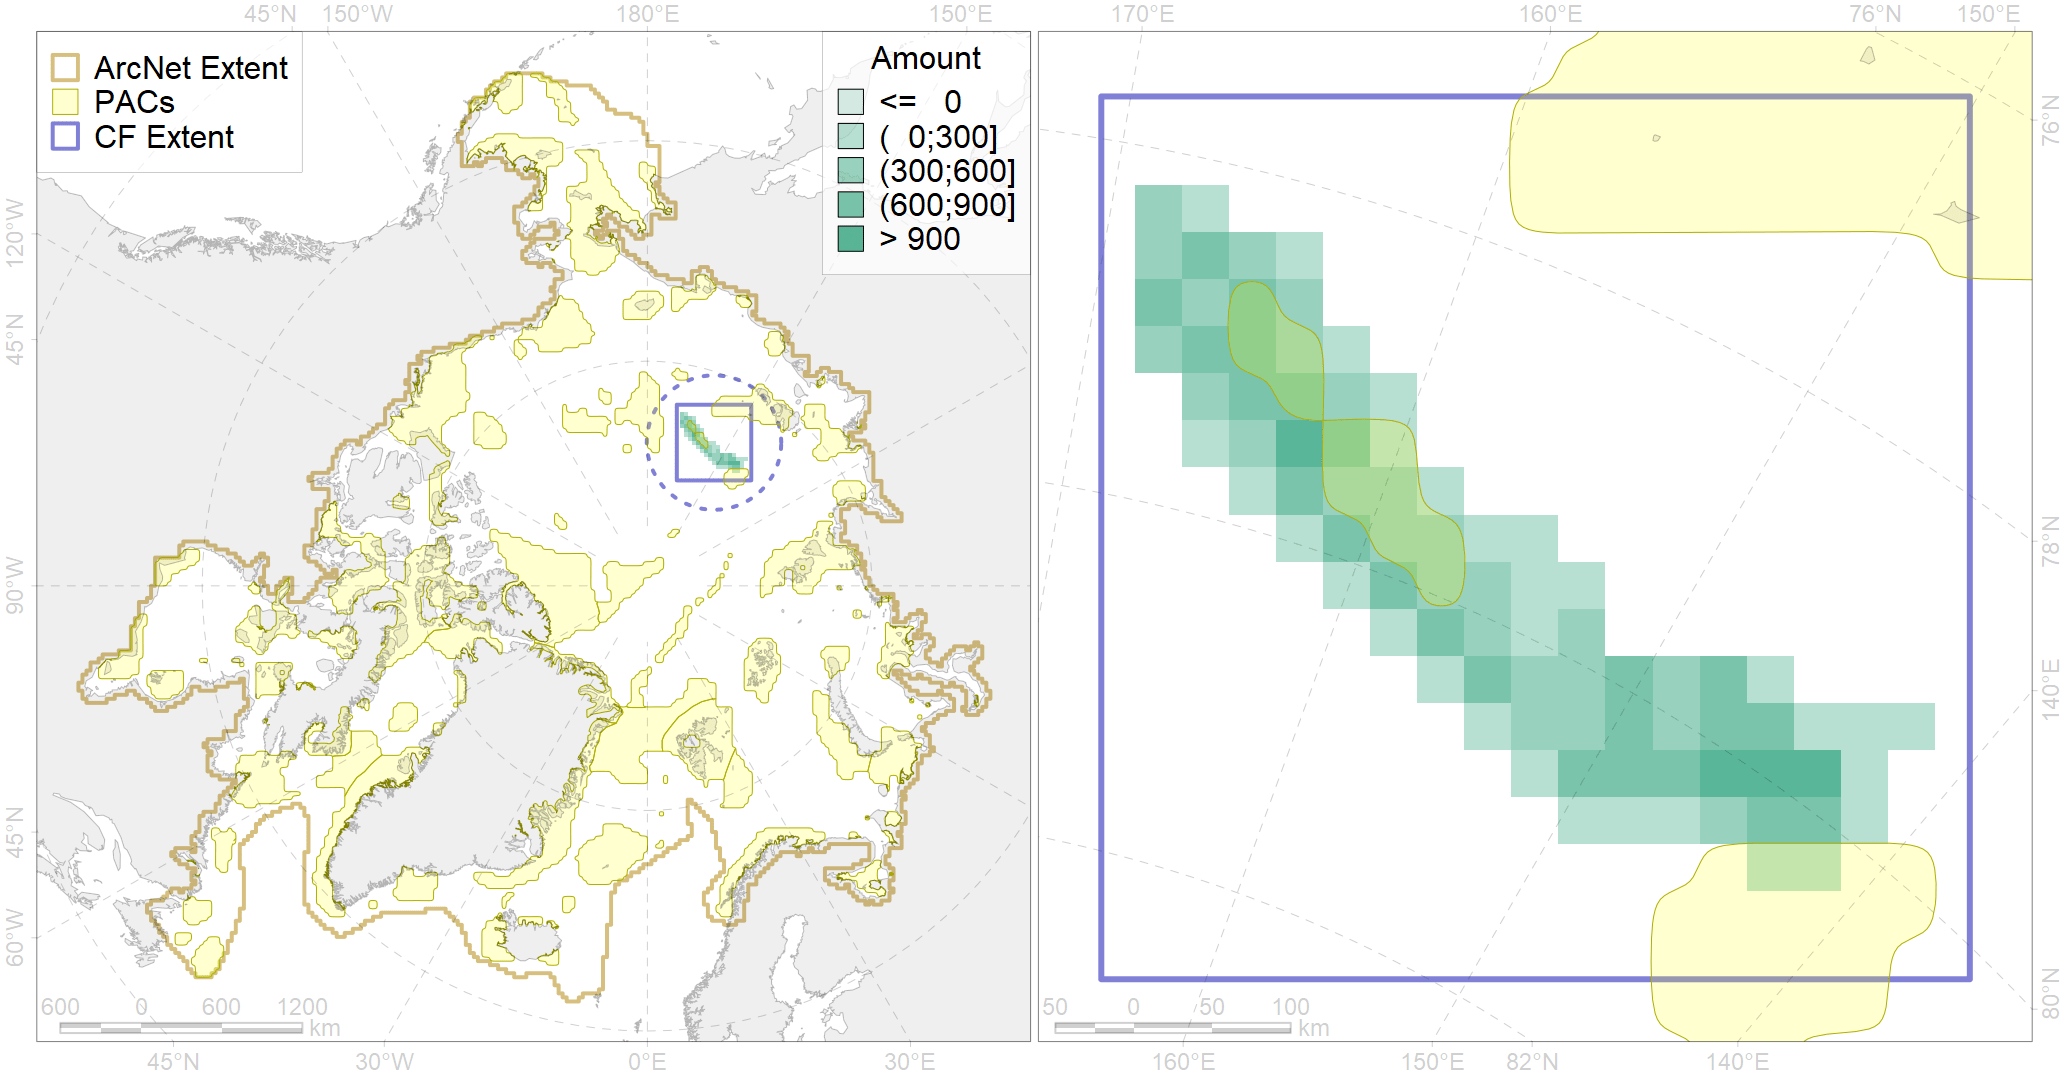 45°N 150°W 180°E 150°E 170°E 160°E 76°N 150°E
ArcNet Extent
PACs
CF Extent
Amount
<= 0
( 0;300]
(300;600]
(600;900]
> 900
120°W
45°N
90°W
45°N
60°W
76°N
78°N
140°E
80°N
600 0 600 1200
km
50 0 50 100
km
45°N 30°W 0°E 30°E 160°E 150°E 82°N 140°E